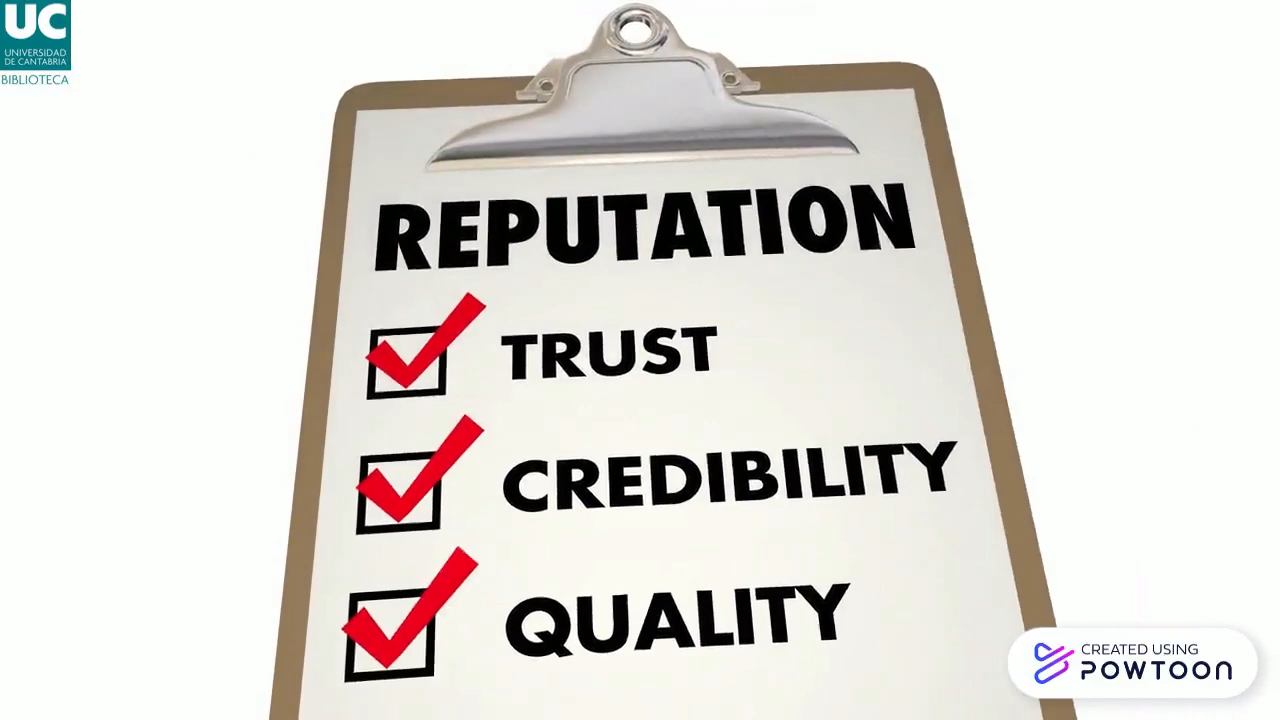 UC
UNIVERSIDAD
DE CANTABRIA
BIBLIOTECA
REPUTATION
TRUST
CREDIBILITY
QUALITY
CREATED USING
POWTOON